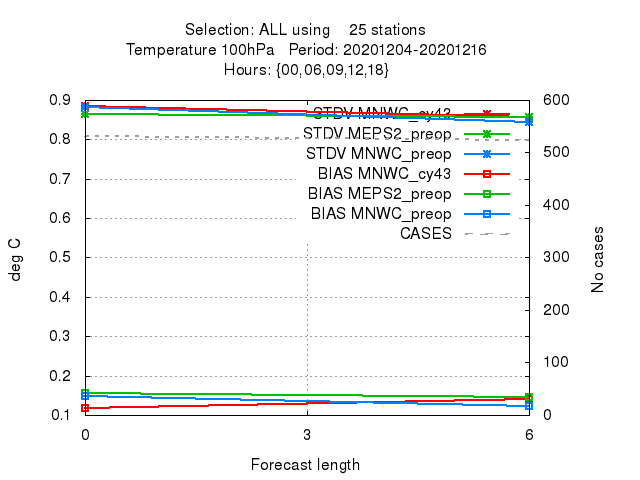 Selection: ALL using 25 stations
Temperature 100hPa Period: 20201204-20201216
Hours: {00,06,09,12,18}
0.9
0.8
0.7
0.6
0.5
0.4
0.3
0.2
0.1
deg C
STDV MNWC_cy43
STDV MEPS2_preop
STDV MNWC_preop
BIAS MNWC_cy43
BIAS MEPS2_preop
BIAS MNWC_preop
CASES
600
500
400
300
200
100
0
No cases
0 3 6
Forecast length